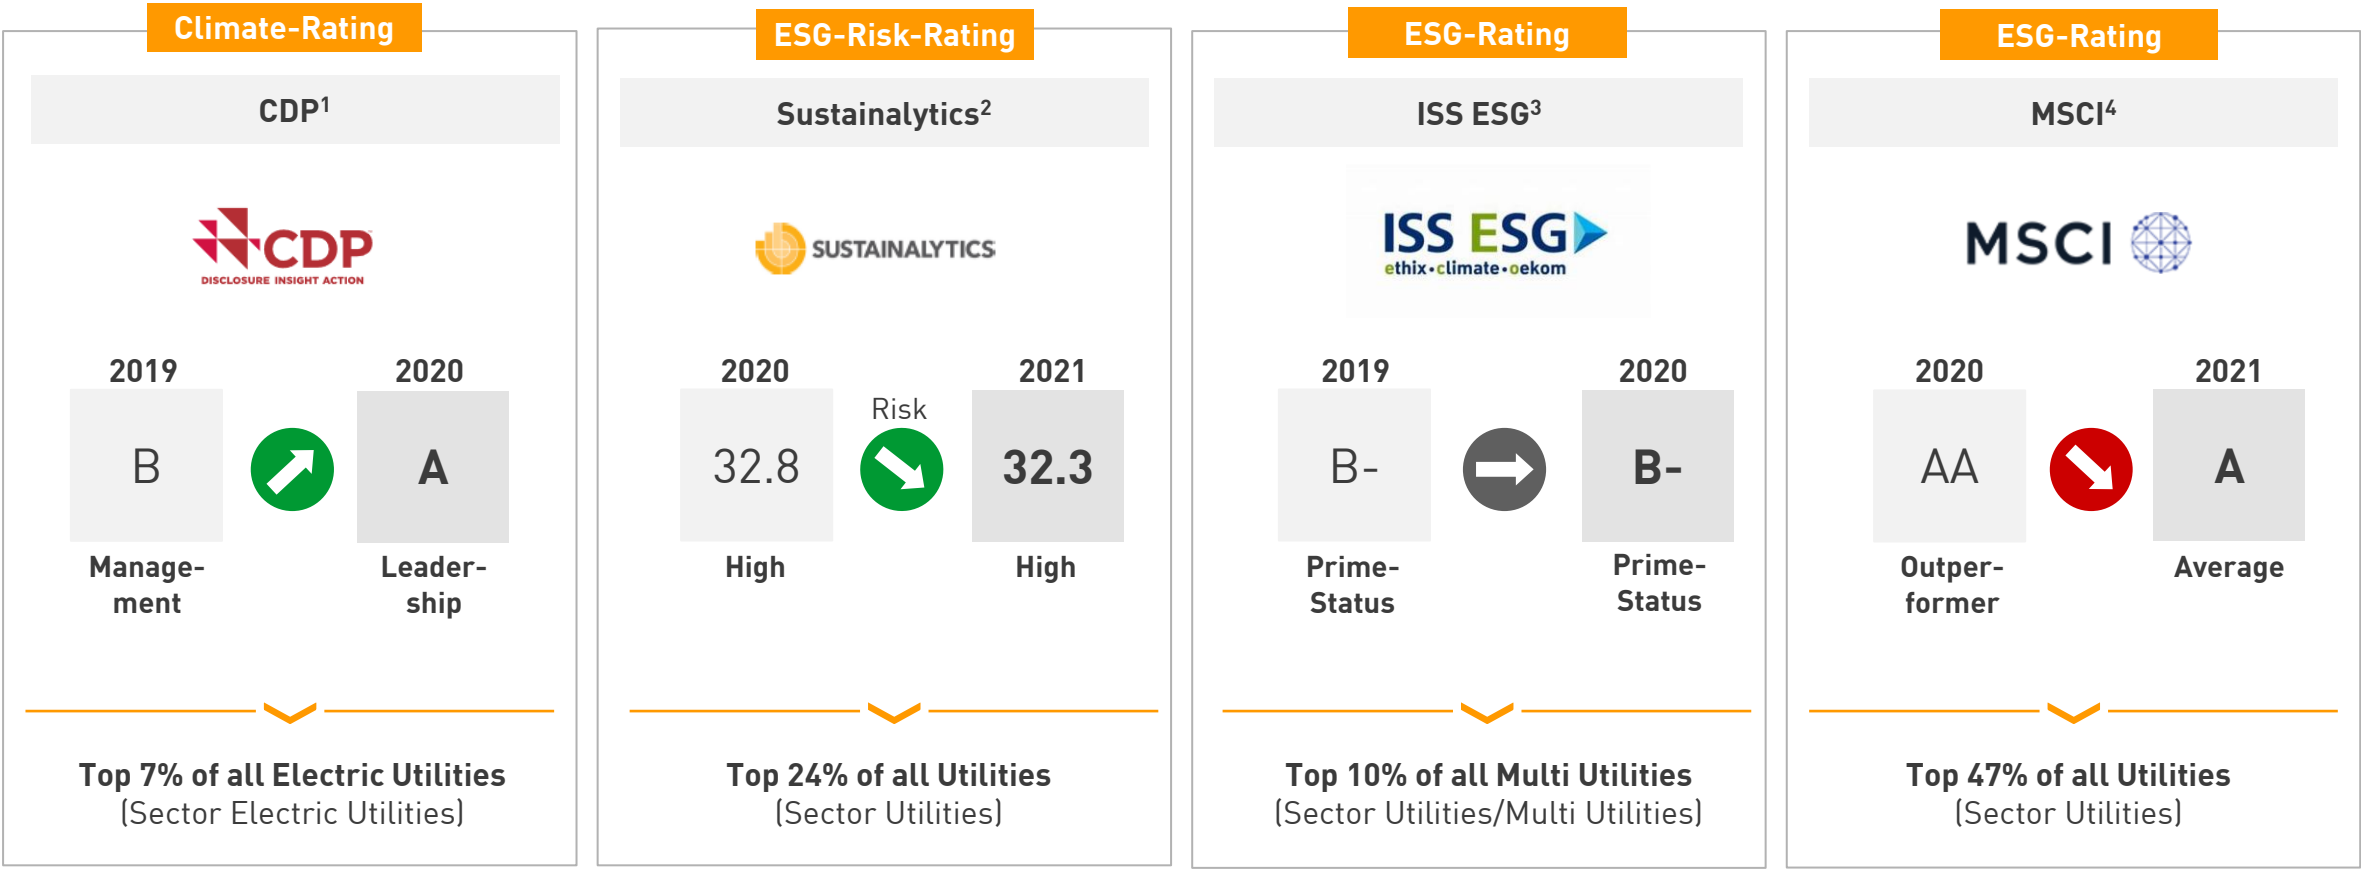 Climate-Rating
CDP¹
CDP
DISCLOSURE INSIGHT ACTION
2019
2020
B
A
Manage-
ment
Leader-
ship
Top 7% of all Electric Utilities
(Sector Electric Utilities)
ESG-Risk-Rating
Sustainalytics²
SUSTAINALYTICS
2020
2021
Risk
32.8
32.3
High
High
Top 24% of all Utilities
(Sector Utilities)
ESG-Rating
ISS ESG³
ISS ESG
ethix·climate·oekom
2019
2020
B-
B-
Prime-
Status
Prime-
Status
Top 10% of all Multi Utilities
(Sector Utilities/Multi Utilities)
ESG-Rating
MSCI⁴
MSCI
2020
2021
AA
A
Outper-
former
Average
Top 47% of all Utilities
(Sector Utilities)